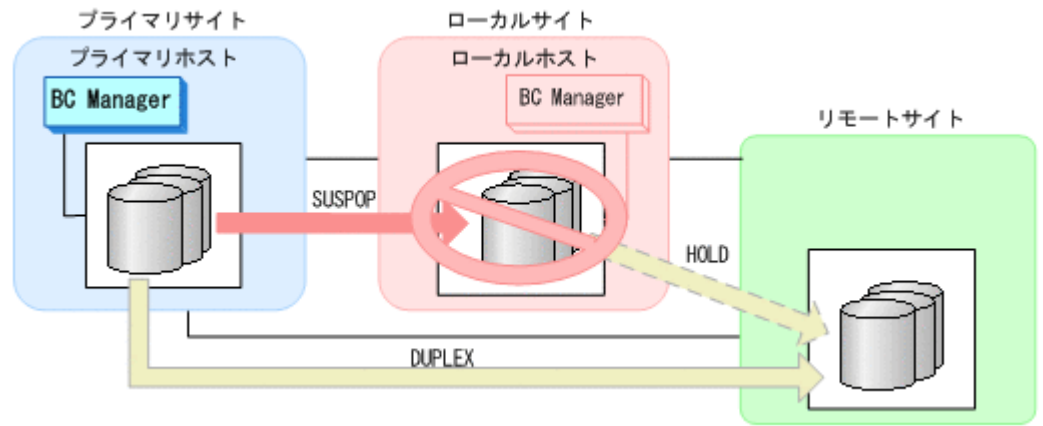 プライマリサイト
ローカルサイト
プライマリホスト
ローカルホスト
BC Manager
BC Manager
リモートサイト
SUSPOP
HOLD
DUPLEX